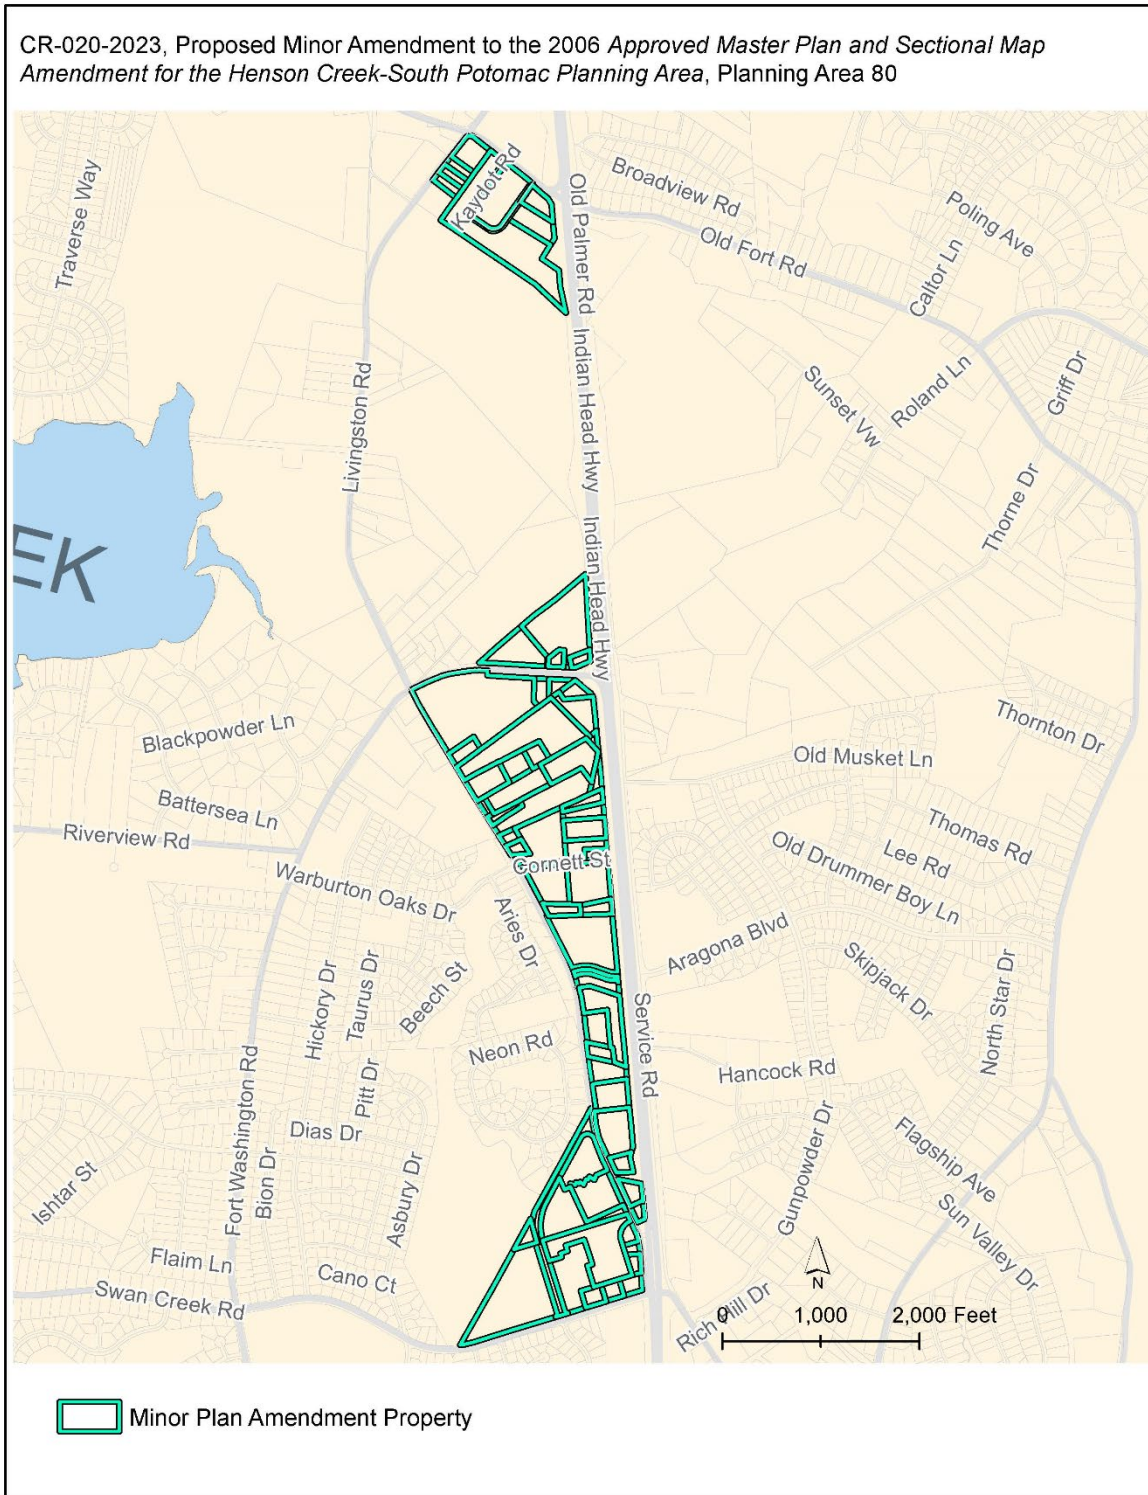 CR-020-2023, Proposed Minor Amendment to the 2006 Approved Master Plan and Sectional Map
Amendment for the Henson Creek-South Potomac Planning Area, Planning Area 80
Traverse Way
Kaydot Rd
Old Palmer Rd
Broadview Rd
Poling Ave
Old Fort Rd
Caltor Ln
Livingston Rd
Indian Head Hwy
Sunset Vw
Roland Ln
Griff Dr
Thorne Dr
EK
Indian Head Hwy
Blackpowder Ln
Thornton Dr
Old Musket Ln
Battersea Ln
Riverview Rd
Thomas Rd
Lee Rd
Old Drummer Boy Ln
Cornett St
Warburton Oaks Dr
Aries Dr
Aragona Blvd
Skipjack Dr
Hickory Dr
Taurus Dr
Beech St
North Star Dr
Service Rd
Neon Rd
Hancock Rd
Fort Washington Rd
Pitt Dr
Dias Dr
Gunpowder Dr
Flagship Ave
Bion Dr
Asbury Dr
Ishtar St
Sun Valley Dr
Flaim Ln
Cano Ct
Swan Creek Rd
Rich Hill Dr
N
0 1,000 2,000 Feet
Minor Plan Amendment Property